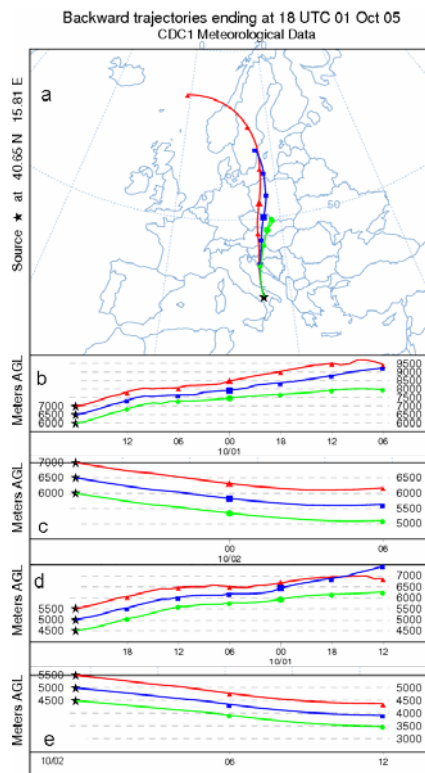 Backward trajectories ending at 18 UTC 01 Oct 05
CDC1 Meteorological Data
Source ★ at 40.65 N 15.81 E
a
0
20
50
b
Meters AGL
7000
6500
6000
9500
9000
8500
8000
7500
7000
12 06 00 18 12 06
10/01
c
Meters AGL
7000
6500
6000
6500
6000
5500
5000
00 06
10/02
d
Meters AGL
5500
5000
4500
7000
6500
6000
5500
5000
4500
18 12 06 00 18 12
10/01
e
Meters AGL
5500
5000
4500
5000
4500
4000
3500
3000
10/02 06 12